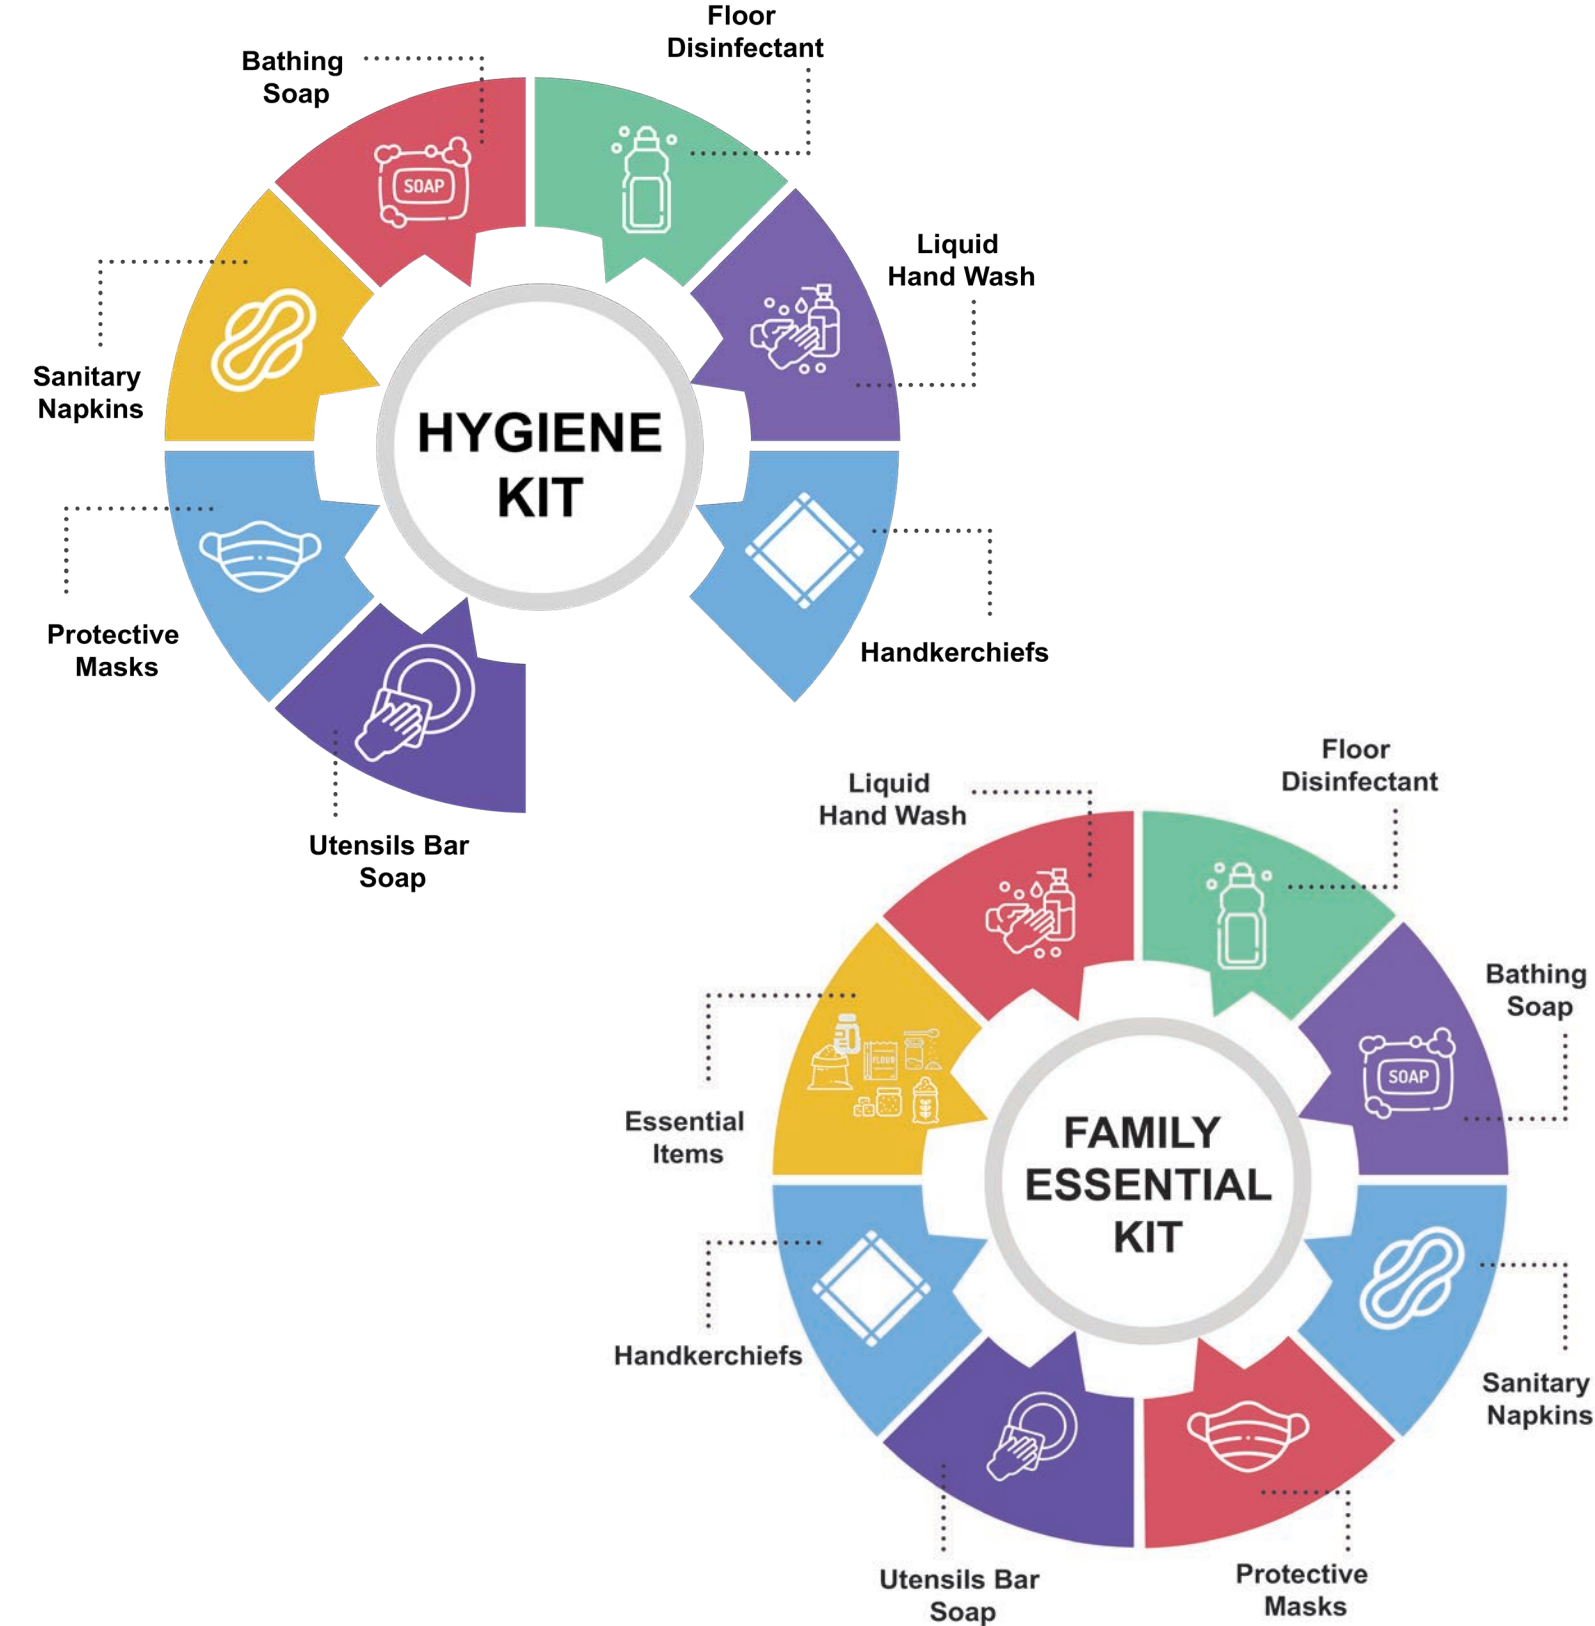 Floor
Disinfectant
Bathing
Soap
SOAP
Liquid
Hand Wash
Sanitary
Napkins
HYGIENE
KIT
Protective
Masks
Handkerchiefs
Utensils Bar
Soap
Floor
Disinfectant
Liquid
Hand Wash
Bathing
Soap
SOAP
FLOUR
Essential
Items
FAMILY
ESSENTIAL
KIT
Handkerchiefs
Sanitary
Napkins
Utensils Bar
Soap
Protective
Masks